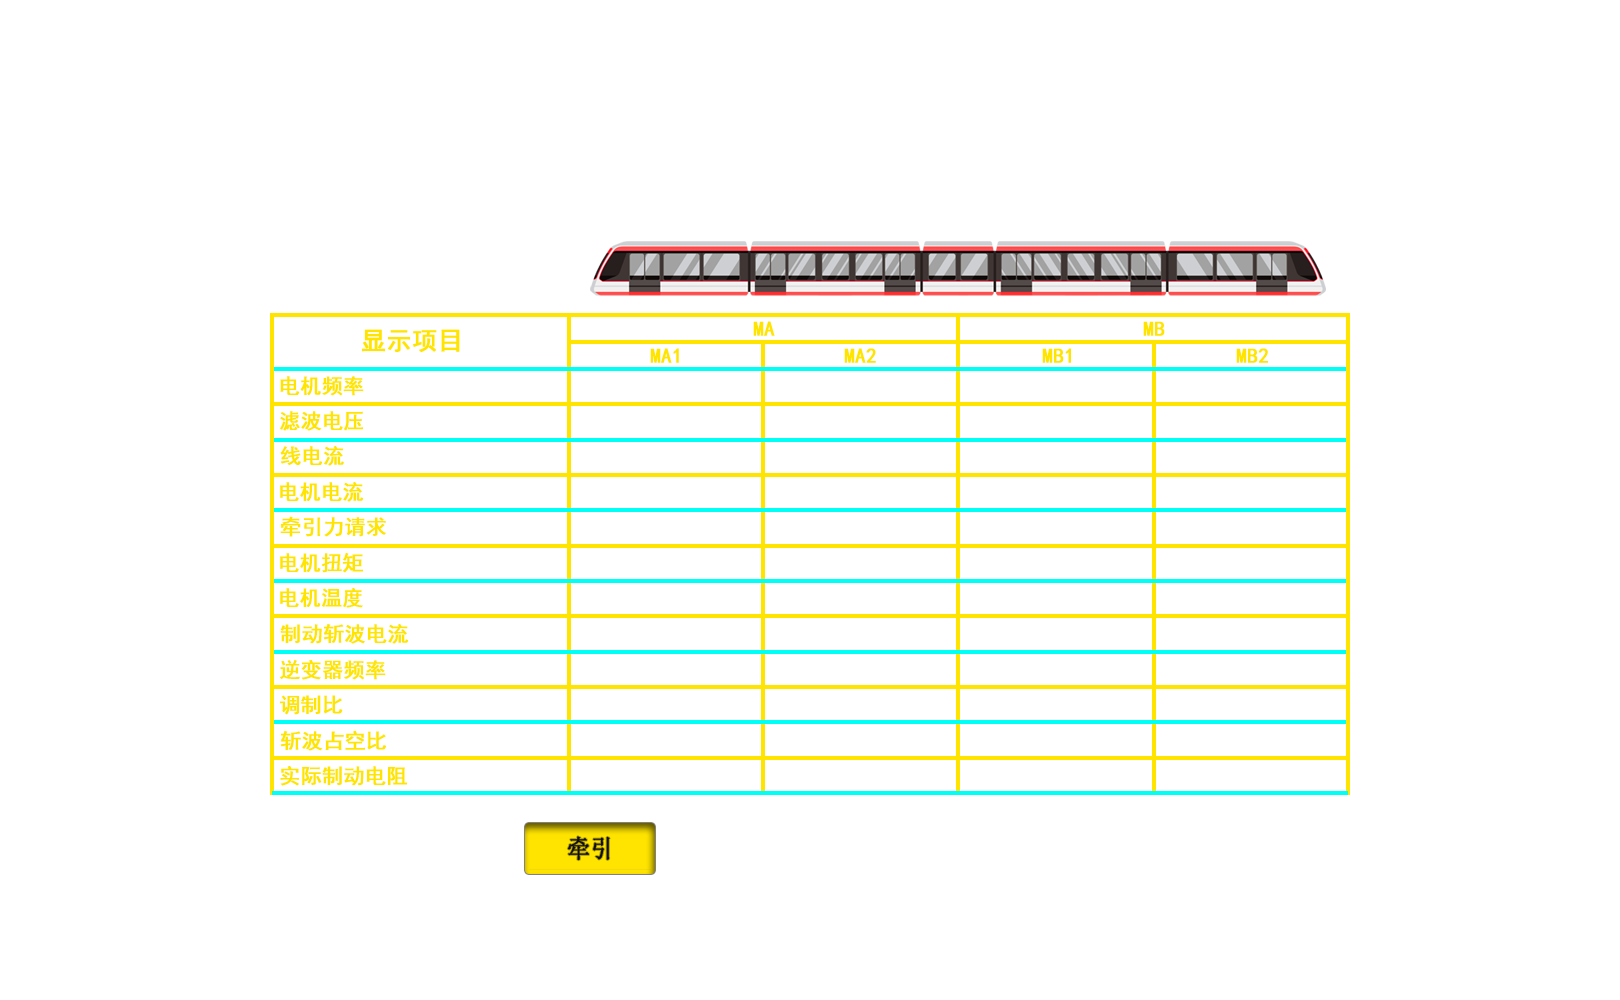 显示项目 MA MB
MA1 MA2 MB1 MB2
电机频率
滤波电压
线电流
电机电流
牵引力请求
电机扭矩
电机温度
制动斩波电流
逆变器频率
调制比
斩波占空比
实际制动电阻
牵引